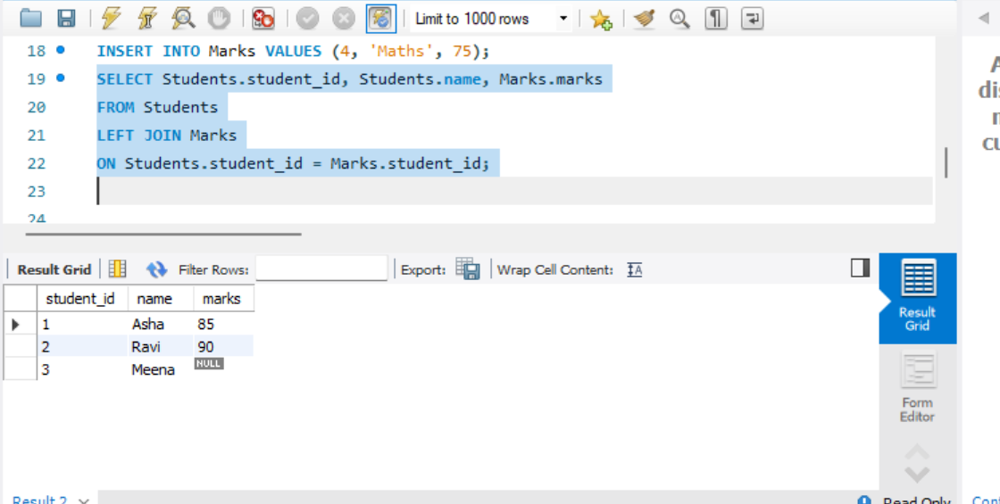 Limit to 1000 rows
18 INSERT INTO Marks VALUES (4, 'Maths', 75);
19 SELECT Students.student_id, Students.name, Marks.marks
20 FROM Students
21 LEFT JOIN Marks
22 ON Students.student_id = Marks.student_id;
23
24
Result Grid Filter Rows: Export: Wrap Cell Content: IA
student_id name marks
1 Asha 85
2 Ravi 90
3 Meena NULL
Result
Grid
Form
Editor
Result 2 Read Only